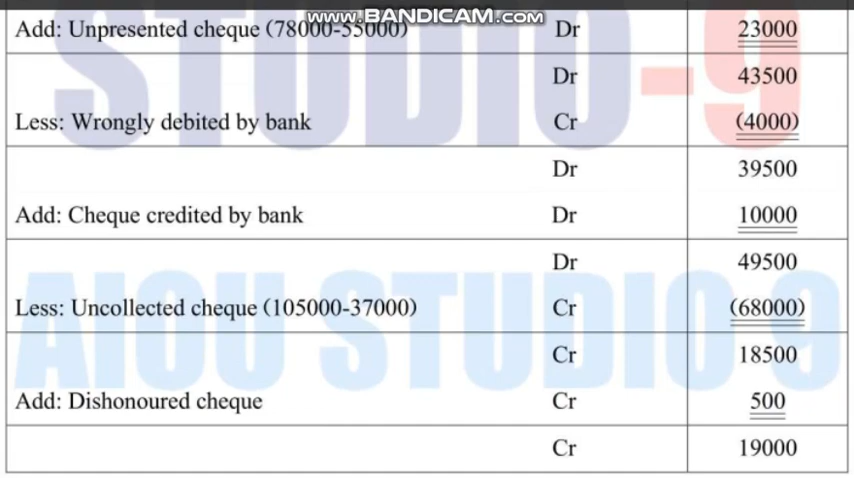 WWW.BANDICAM.COM
Add: Unpresented cheque (78000-55000) Dr 23000
Dr 43500
Less: Wrongly debited by bank Cr (4000)
Dr 39500
Add: Cheque credited by bank Dr 10000
Dr 49500
Less: Uncollected cheque (105000-37000) Cr (68000)
Cr 18500
Add: Dishonoured cheque Cr 500
Cr 19000
STUDIO-9
AIOU STUDIO 9